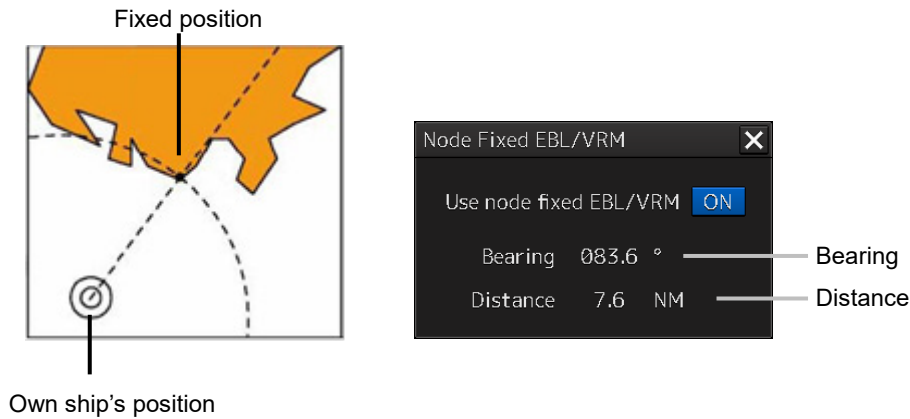 Fixed position
Node Fixed EBL/VRM
Use node fixed EBL/VRM ON
Bearing 083.6 °
Bearing
Distance 7.6 NM
Distance
Own ship's position